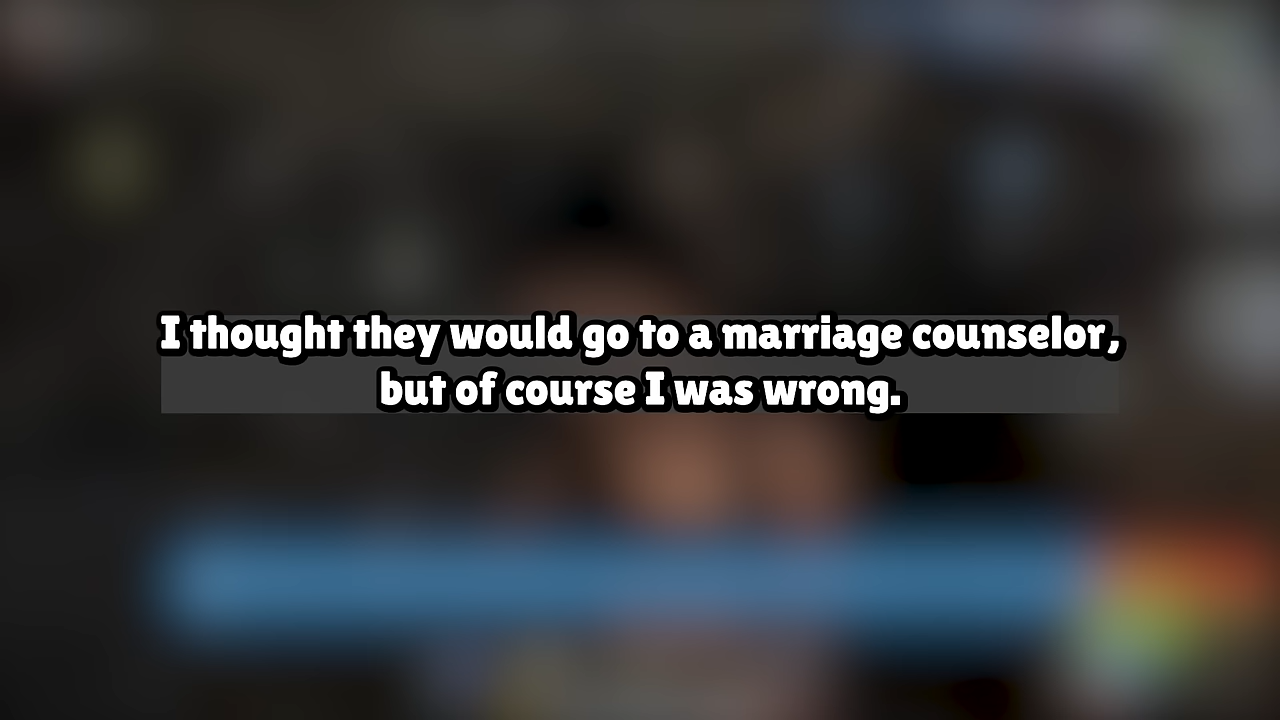 I thought they would go to a marriage counselor,
but of course I was wrong.